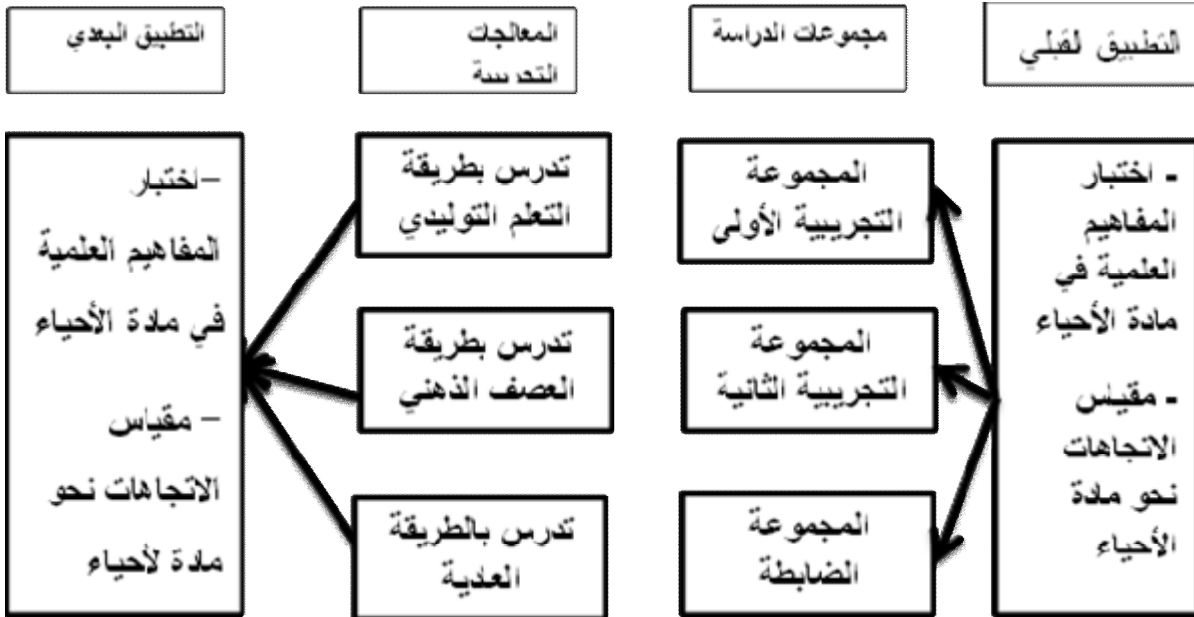 التطبيق لقبلي
مجموعات الدراسة
المعالجات
التجريبية
التطبيق البعدي
- اختبار
المفاهيم
العلمية في
مادة الأحياء
- مقياس
الاتجاهات
نحو مادة
الأحياء
المجموعة
التجريبية الأولى
المجموعة
التجريبية الثانية
المجموعة
الضابطة
تدرس بطريقة
التعلم التوليدي
تدرس بطريقة
العصف الذهني
تدرس بالطريقة
العادية
–اختبار
المفاهيم العلمية
في مادة الأحياء
– مقياس
الاتجاهات نحو
مادة لأحياء